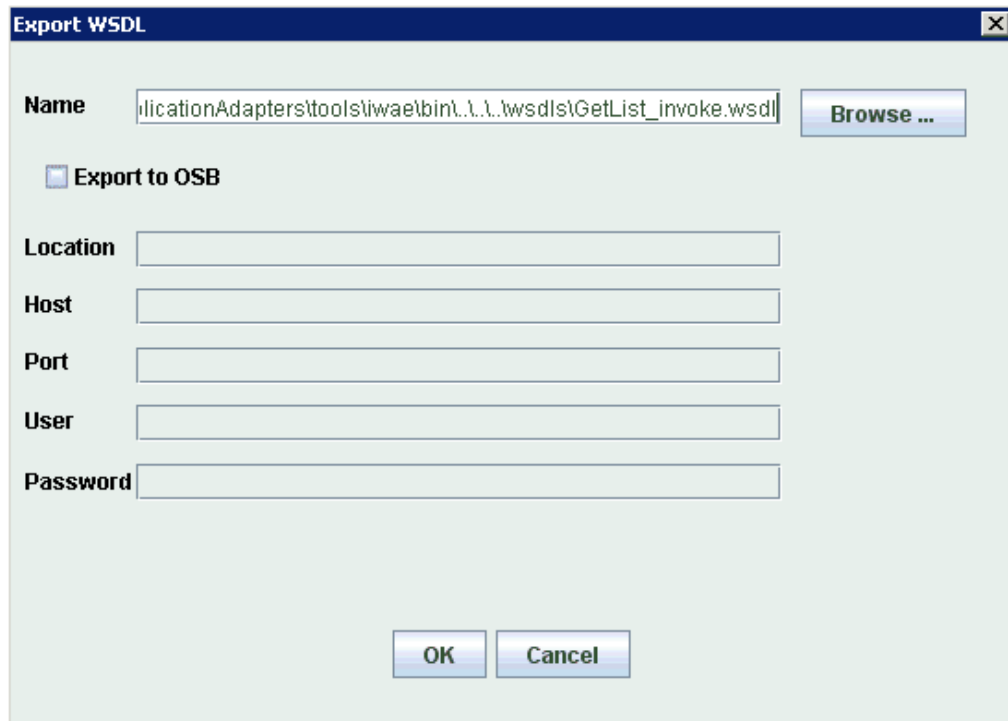 Export WSDL
Name
licationAdapters\tools\iwae\bin\..\..\..\wsdls\GetList_invoke.wsdl
Browse ...
Export to OSB
Location
Host
Port
User
Password
OK
Cancel